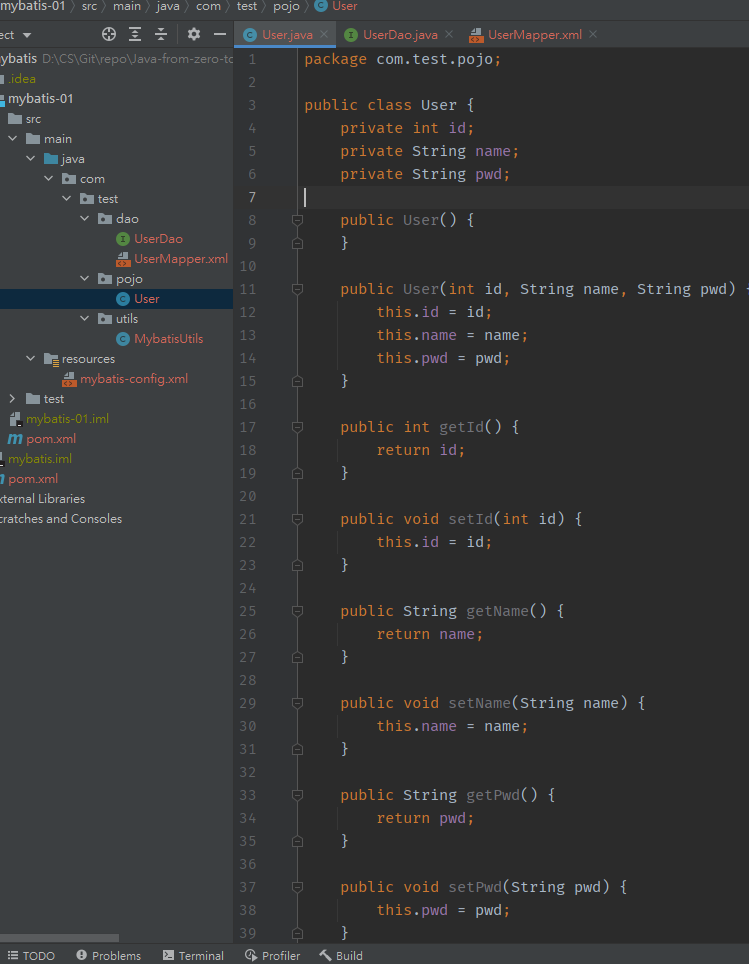 mybatis-01 〉 src 〉 main 〉 java 〉 com 〉 test 〉 pojo 〉 User
ect
User.java
UserDao.java
UserMapper.xml
ybatis D:\CS\Git\repo\Java-from-zero-to
.idea
mybatis-01
src
main
java
com
test
dao
UserDao
UserMapper.xml
pojo
User
utils
MybatisUtils
resources
mybatis-config.xml
test
mybatis-01.iml
pom.xml
mybatis.iml
pom.xml
xternal Libraries
cratches and Consoles
1 package com.test.pojo;
2
3 public class User {
4     private int id;
5     private String name;
6     private String pwd;
7
8     public User() {
9     }
10
11     public User(int id, String name, String pwd) {
12         this.id = id;
13         this.name = name;
14         this.pwd = pwd;
15     }
16
17     public int getId() {
18         return id;
19     }
20
21     public void setId(int id) {
22         this.id = id;
23     }
24
25     public String getName() {
26         return name;
27     }
28
29     public void setName(String name) {
30         this.name = name;
31     }
32
33     public String getPwd() {
34         return pwd;
35     }
36
37     public void setPwd(String pwd) {
38         this.pwd = pwd;
39     }
TODO Problems Terminal Profiler Build